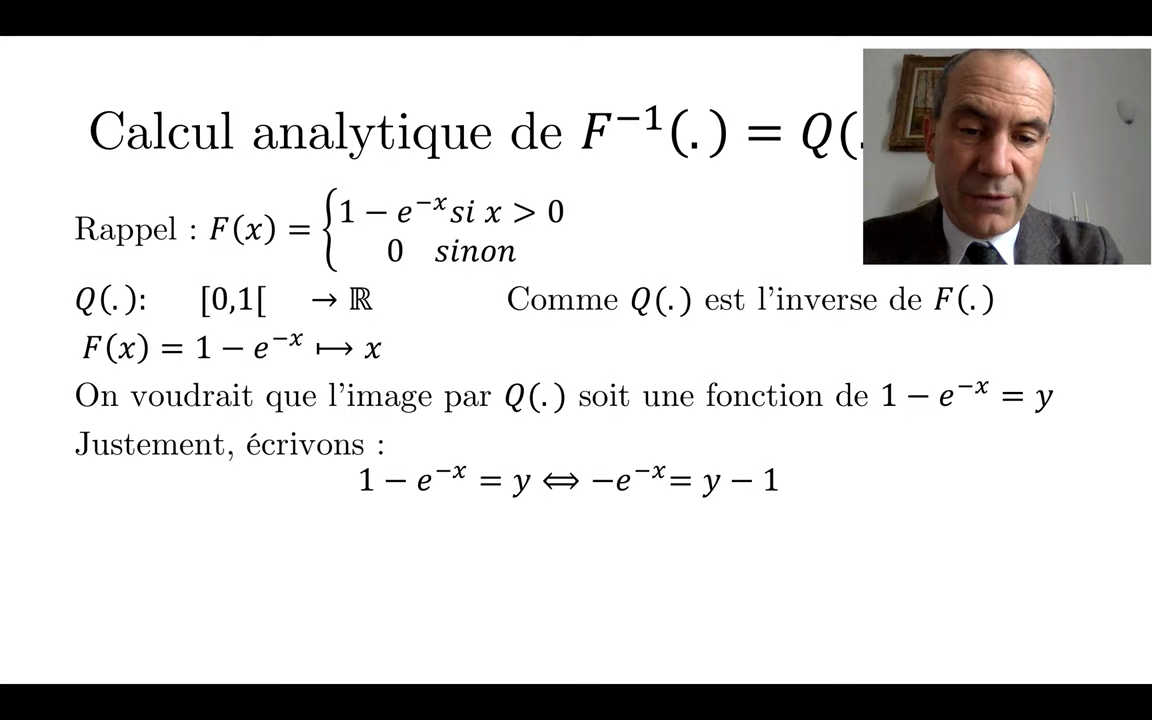 Calcul analytique de F⁻¹(.) = Q(.
Rappel : F(x) = { 1 − e⁻ˣ si x > 0
0 sinon
Q(.): [0,1[ → ℝ Comme Q(.) est l’inverse de F(.)
F(x) = 1 − e⁻ˣ ⟼ x
On voudrait que l’image par Q(.) soit une fonction de 1 − e⁻ˣ = y
Justement, écrivons :
1 − e⁻ˣ = y ⟺ −e⁻ˣ= y − 1